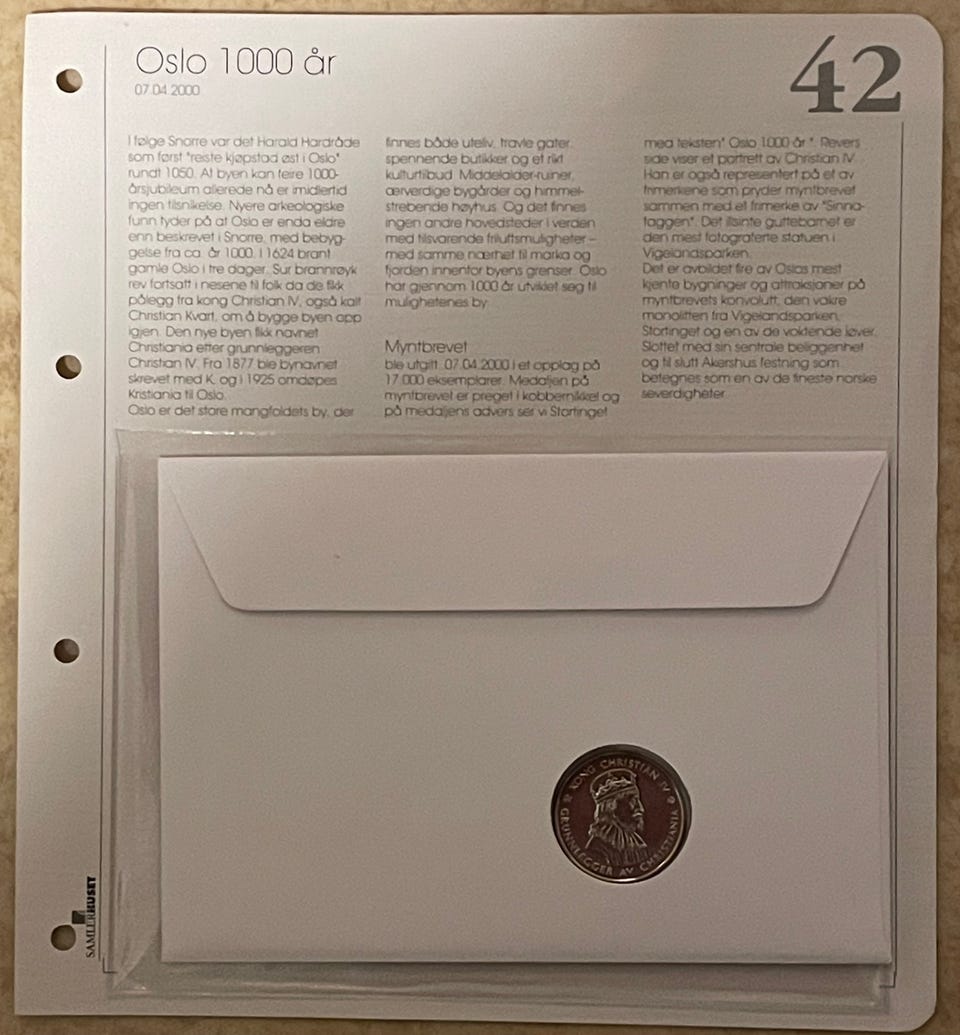 Oslo 1000 år
07.04.2000
42
I følge Snorre var det Harald Hardråde
som først "reiste kjøpstad øst i Oslo"
rundt 1050. At byen kan feire 1000-
årsjubileum allerede nå er imidlertid
ingen tilsnikelse. Nyere arkeologiske
funn tyder på at Oslo er enda eldre
enn beskrevet i Snorre, med bebyg-
gelse fra ca. år 1000. I 1624 brant
gamle Oslo i tre dager. Sur brannrøyk
rev fortsatt i nesene til folk da de fikk
pålegg fra kong Christian IV, også kalt
Christian Kvart, om å bygge byen opp
igjen. Den nye byen fikk navnet
Christiania etter grunnleggeren
Christian IV. Fra 1877 ble bynavnet
skrevet med K, og i 1925 omdøpes
Kristiania til Oslo.
Oslo er det store mangfoldets by, der
finnes både uteliv, travle gater,
spennende butikker og et rikt
kulturtilbud. Middelalder-ruiner,
ærverdige bygårder og himmel-
strebende høyhus. Og det finnes
ingen andre hovedsteder i verden
med tilsvarende friluftsmuligheter –
med samme nærhet til marka og
fjorden innenfor byens grenser. Oslo
har gjennom 1000 år utviklet seg til
mulighetenes by.
Myntbrevet
ble utgitt 07.04.2000 i et opplag på
17.000 eksemplarer. Medaljen på
myntbrevet er preget i kobbernikkel og
på medaljens advers ser vi Stortinget
med teksten" Oslo 1000 år ". Revers
side viser et portrett av Christian IV.
Han er også representert på et av
frimerkene som pryder myntbrevet
sammen med et frimerke av "Sinna-
taggen". Det illsinte guttebarnet er
den mest fotograferte statuen i
Vigelandsparken.
Det er avbildet fire av Oslos mest
kjente bygninger og attraksjoner på
myntbrevets konvolutt, den vakre
monolitten fra Vigelandsparken,
Stortinget og en av de voktende løver,
Slottet med sin sentrale beliggenhet
og til slutt Akershus festning som
betegnes som en av de fineste norske
severdigheter.
KONG CHRISTIAN IV
GRUNNLEGGER AV CHRISTIANIA
SAMLERHUSET